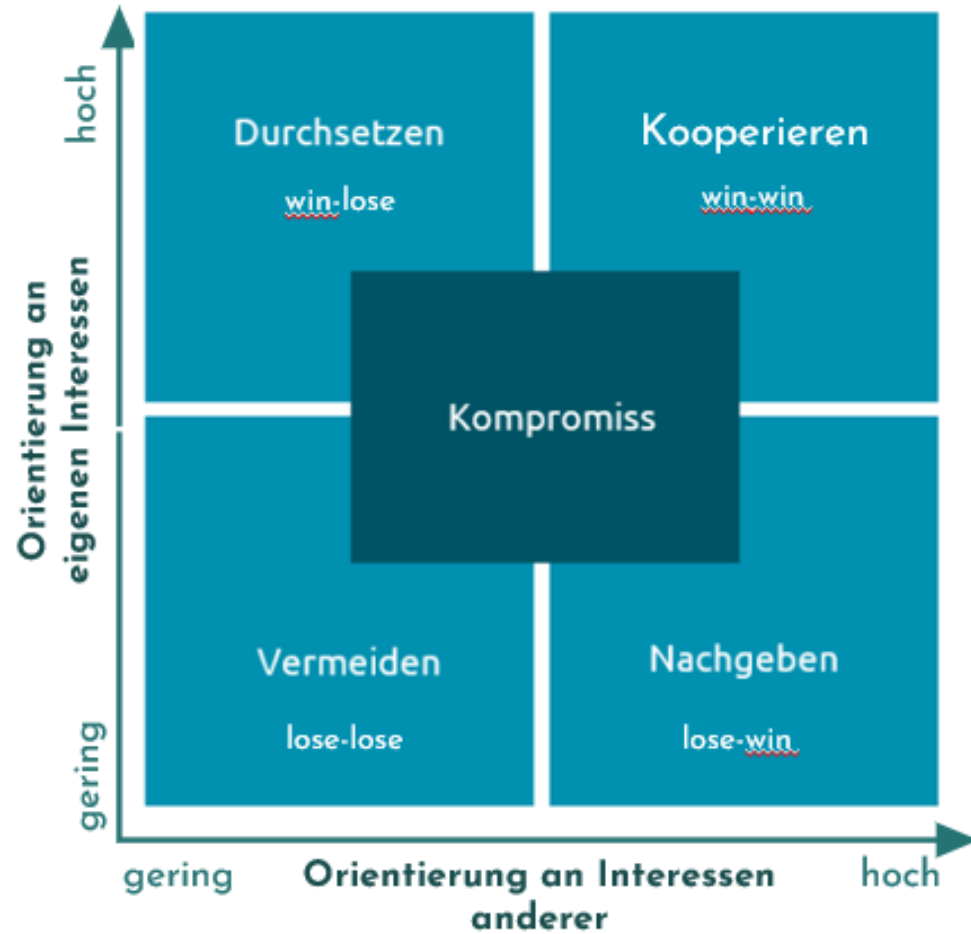 hoch
Orientierung an
eigenen Interessen
gering
Durchsetzen
win-lose
Kooperieren
win-win
Kompromiss
Vermeiden
lose-lose
Nachgeben
lose-win
gering
Orientierung an Interessen
anderer
hoch